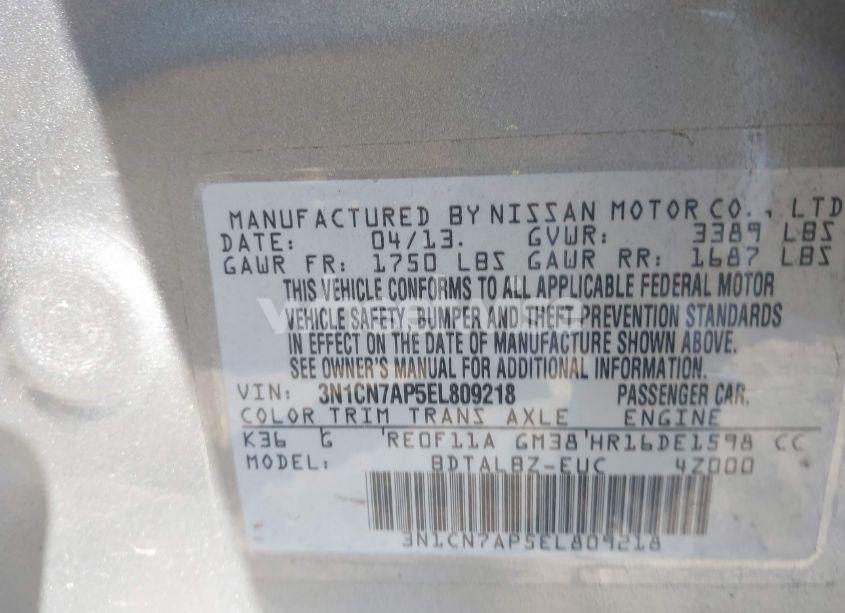 MANUFACTURED BY NISSAN MOTOR CO., LTD
DATE: 04/13. GVWR: 3389 LBS
GAWR FR: 1750 LBS GAWR RR: 1687 LBS
THIS VEHICLE CONFORMS TO ALL APPLICABLE FEDERAL MOTOR
VEHICLE SAFETY, BUMPER AND THEFT PREVENTION STANDARDS
IN EFFECT ON THE DATE OF MANUFACTURE SHOWN ABOVE.
SEE OWNER'S MANUAL FOR ADDITIONAL INFORMATION.
VIN: 3N1CN7AP5EL809218 PASSENGER CAR.
COLOR TRIM TRANS AXLE ENGINE
K36 G RE0F11A GM38 HR16DE1598 CC
MODEL: BDTALBZ-EUC 4Z000
3N1CN7AP5EL809218